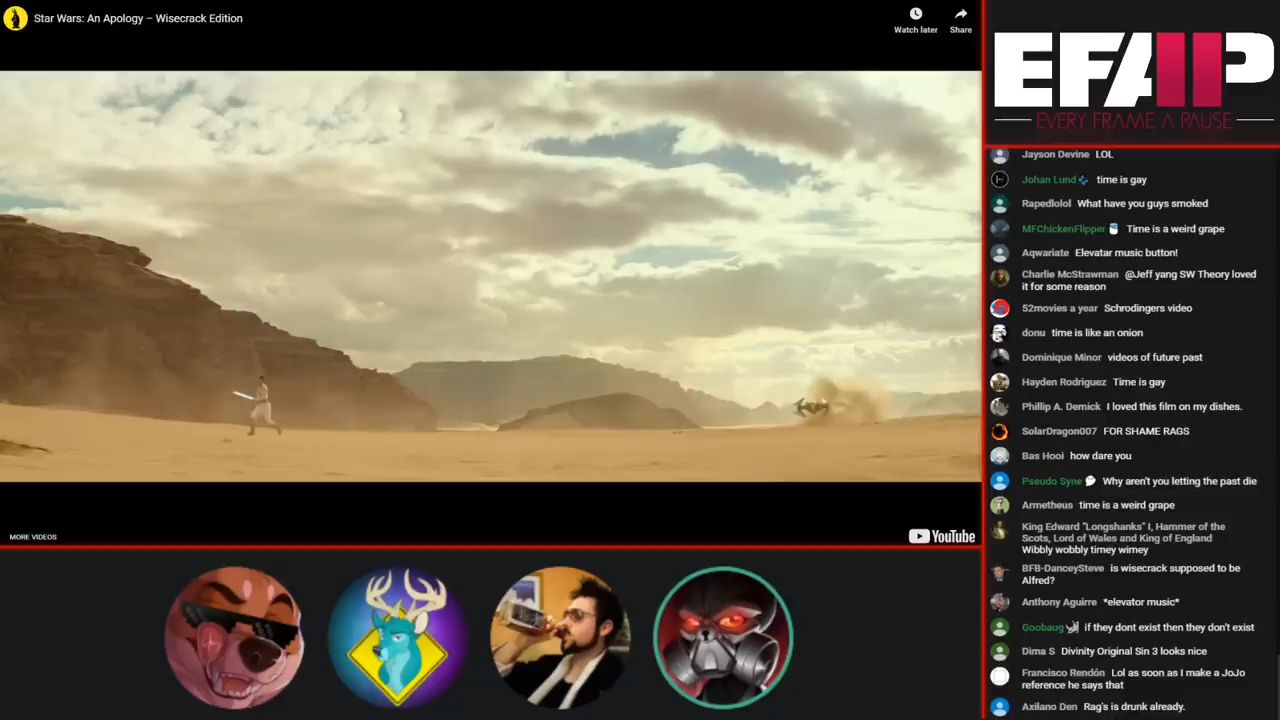 Star Wars: An Apology – Wisecrack Edition
Watch later
Share
MORE VIDEOS
YouTube
EFAP
EVERY FRAME A PAUSE
Jayson Devine LOL
Johan Lund time is gay
Rapedlolol What have you guys smoked
MFChickenFlipper Time is a weird grape
Aqwariate Elevatar music button!
Charlie McStrawman @Jeff yang SW Theory loved
it for some reason
52movies a year Schrodingers video
donu time is like an onion
Dominique Minor videos of future past
Hayden Rodriguez Time is gay
Phillip A. Demick I loved this film on my dishes.
SolarDragon007 FOR SHAME RAGS
Bas Hooi how dare you
Pseudo Syne Why aren't you letting the past die
Armetheus time is a weird grape
King Edward "Longshanks" I, Hammer of the
Scots, Lord of Wales and King of England
Wibbly wobbly timey wimey
BFB-DanceySteve is wisecrack supposed to be
Alfred?
Anthony Aguirre *elevator music*
Goobaug if they dont exist then they don't exist
Dima S Divinity Original Sin 3 looks nice
Francisco Rendón Lol as soon as I make a JoJo
reference he says that
Axilano Den Rag's is drunk already.